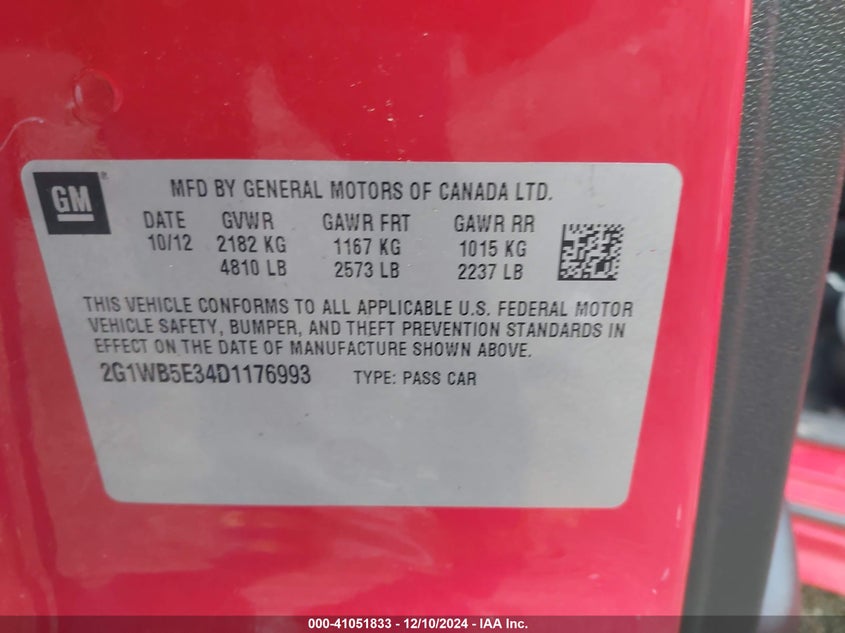 GM ®
MFD BY GENERAL MOTORS OF CANADA LTD.
DATE GVWR GAWR FRT GAWR RR
10/12 2182 KG 1167 KG 1015 KG
4810 LB 2573 LB 2237 LB
THIS VEHICLE CONFORMS TO ALL APPLICABLE U.S. FEDERAL MOTOR
VEHICLE SAFETY, BUMPER, AND THEFT PREVENTION STANDARDS IN
EFFECT ON THE DATE OF MANUFACTURE SHOWN ABOVE.
2G1WB5E34D1176993 TYPE: PASS CAR
000-41051833 - 12/10/2024 - IAA Inc.